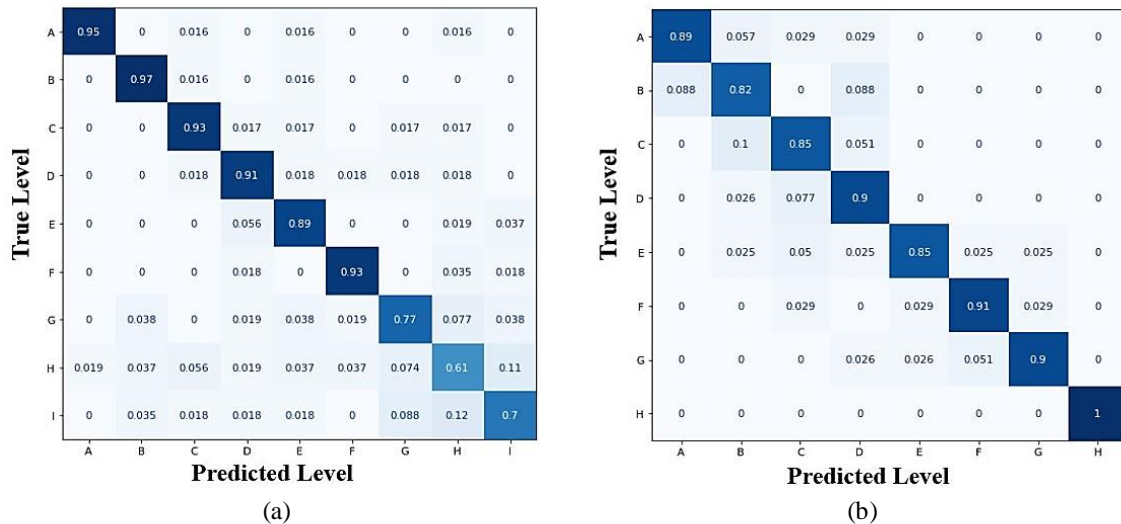 A 0.95 0 0.016 0 0.016 0 0 0.016 0
B 0 0.97 0.016 0 0.016 0 0 0 0
C 0 0 0.93 0.017 0.017 0 0.017 0.017 0
D 0 0 0.018 0.91 0.018 0.018 0.018 0.018 0
E 0 0 0 0.056 0.89 0 0 0.019 0.037
F 0 0 0 0.018 0 0.93 0 0.035 0.018
G 0 0.038 0 0.019 0.038 0.019 0.77 0.077 0.038
H 0.019 0.037 0.056 0.019 0.037 0.037 0.074 0.61 0.11
I 0 0.035 0.018 0.018 0.018 0 0.088 0.12 0.7
A B C D E F G H I
True Level
Predicted Level
(a)
A 0.89 0.057 0.029 0.029 0 0 0 0
B 0.088 0.82 0 0.088 0 0 0 0
C 0 0.1 0.85 0.051 0 0 0 0
D 0 0.026 0.077 0.9 0 0 0 0
E 0 0.025 0.05 0.025 0.85 0.025 0.025 0
F 0 0 0.029 0 0.029 0.91 0.029 0
G 0 0 0 0.026 0.026 0.051 0.9 0
H 0 0 0 0 0 0 0 1
A B C D E F G H
True Level
Predicted Level
(b)